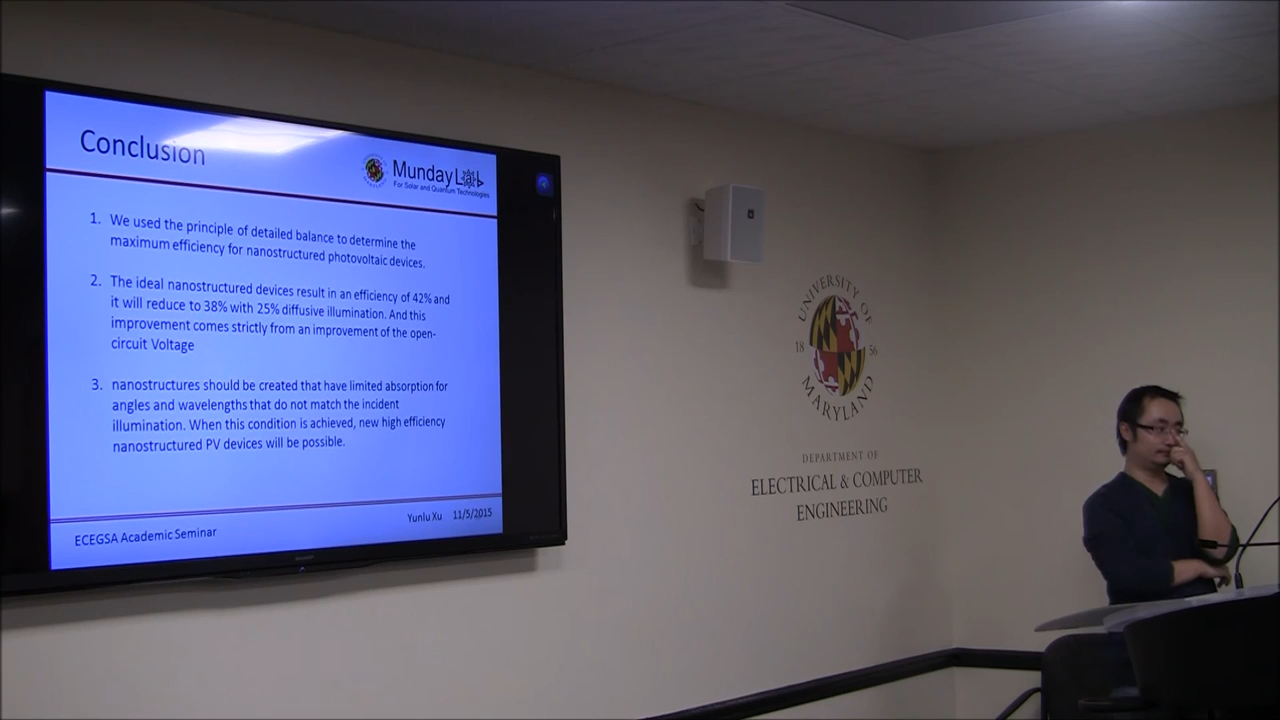 Conclusion
Munday Lab
For Solar and Quantum Technologies
1. We used the principle of detailed balance to determine the
maximum efficiency for nanostructured photovoltaic devices.
2. The ideal nanostructured devices result in an efficiency of 42% and
it will reduce to 38% with 25% diffusive illumination. And this
improvement comes strictly from an improvement of the open-
circuit Voltage
3. nanostructures should be created that have limited absorption for
angles and wavelengths that do not match the incident
illumination. When this condition is achieved, new high efficiency
nanostructured PV devices will be possible.
Yunlu Xu 11/5/2015
ECEGSA Academic Seminar
UNIVERSITY OF
18 56
MARYLAND
DEPARTMENT OF
ELECTRICAL & COMPUTER
ENGINEERING